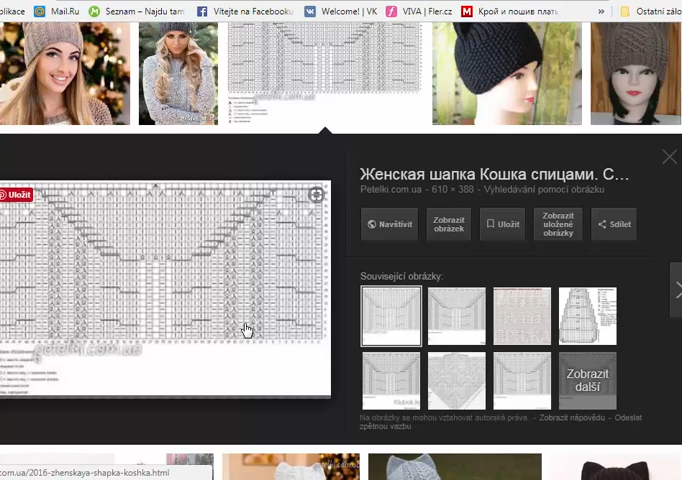 plikace Mail.Ru Seznam – Najdu tam Vítejte na Facebooku Welcome! | VK VIVA | Fler.cz Крой и пошив плать » Ostatní zálo
Uložit
Женская шапка Кошка спицами. С...
Petelki.com.ua - 610 × 388 - Vyhledávání pomocí obrázku
Navštívit
Zobrazit
obrázek
Uložit
Zobrazit
uložené
obrázky
Sdílet
Související obrázky:
Zobrazit
další
petelki.com.ua
Na obrázky se mohou vztahovat autorská práva. - Zobrazit nápovědu - Odeslat
zpětnou vazbu
com.ua/2016-zhenskaya-shapka-koshka.html